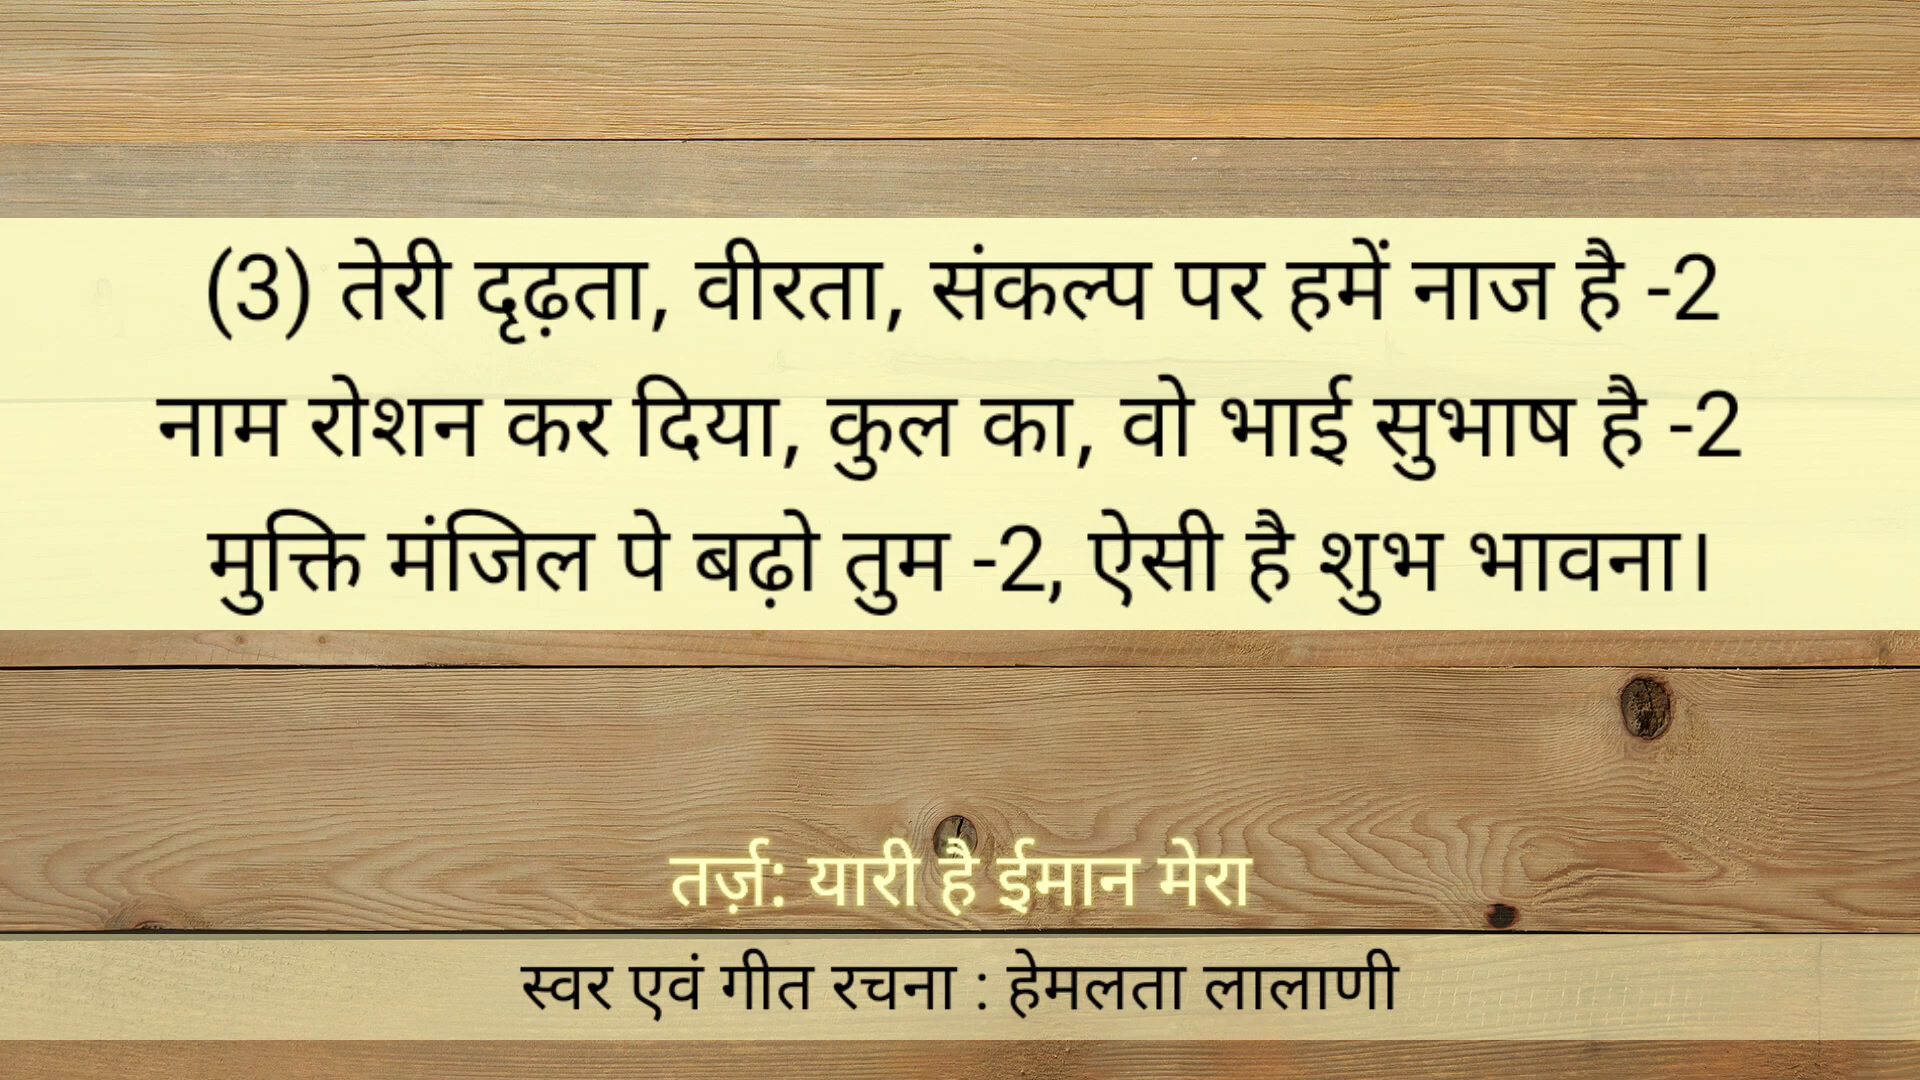 (3) तेरी दृढ़ता, वीरता, संकल्प पर हमें नाज है -2
नाम रोशन कर दिया, कुल का, वो भाई सुभाष है -2
मुक्ति मंजिल पे बढ़ो तुम -2, ऐसी है शुभ भावना।
तर्ज़: यारी है ईमान मेरा
स्वर एवं गीत रचना : हेमलता लालाणी